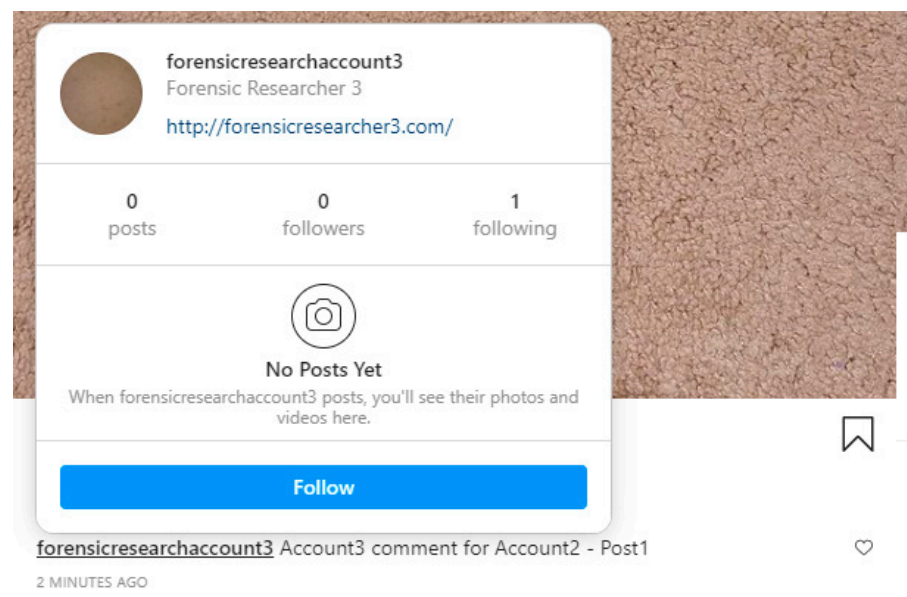 forensicresearchaccount3
Forensic Researcher 3
http://forensicresearcher3.com/
0 0 1
posts followers following
No Posts Yet
When forensicresearchaccount3 posts, you'll see their photos and
videos here.
Follow
forensicresearchaccount3 Account3 comment for Account2 - Post1
2 MINUTES AGO